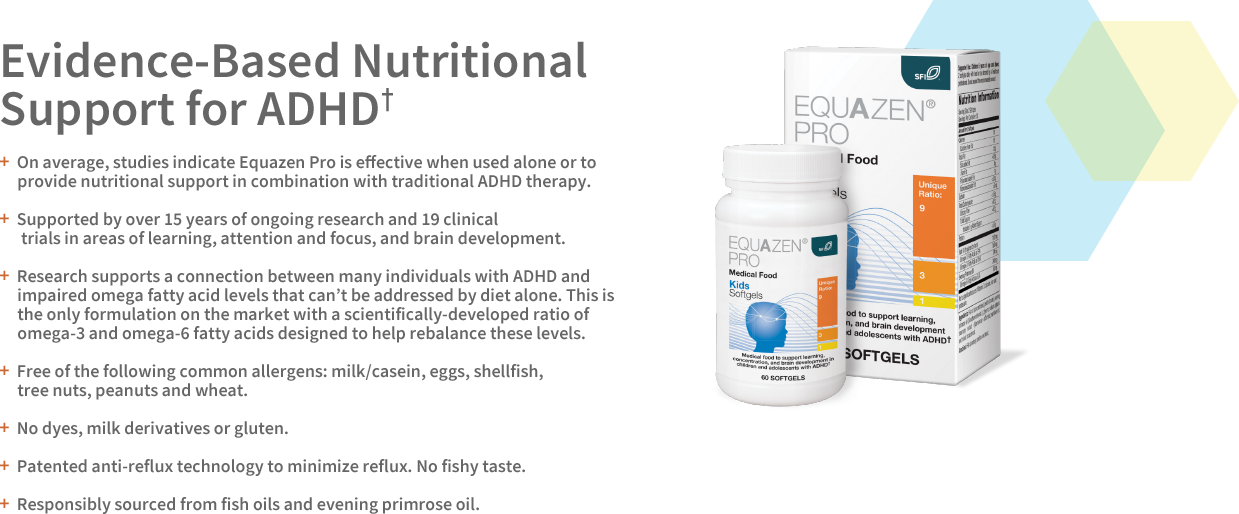 Evidence-Based Nutritional
Support for ADHD†
+ On average, studies indicate Equazen Pro is effective when used alone or to
provide nutritional support in combination with traditional ADHD therapy.
+ Supported by over 15 years of ongoing research and 19 clinical
trials in areas of learning, attention and focus, and brain development.
+ Research supports a connection between many individuals with ADHD and
impaired omega fatty acid levels that can’t be addressed by diet alone. This is
the only formulation on the market with a scientifically-developed ratio of
omega-3 and omega-6 fatty acids designed to help rebalance these levels.
+ Free of the following common allergens: milk/casein, eggs, shellfish,
tree nuts, peanuts and wheat.
+ No dyes, milk derivatives or gluten.
+ Patented anti-reflux technology to minimize reflux. No fishy taste.
+ Responsibly sourced from fish oils and evening primrose oil.
SFI
EQUAZEN®
PRO
l Food
els
Unique
Ratio:
9
3
1
od to support learning,
n, and brain development
d adolescents with ADHD†
SOFTGELS
Nutrition Information
EQUAZEN®
PRO
SFI
Medical Food
Kids
Softgels
Unique
Ratio:
9
3
Medical food to support learning,
concentration, and brain development in
children and adolescents with ADHD†
60 SOFTGELS